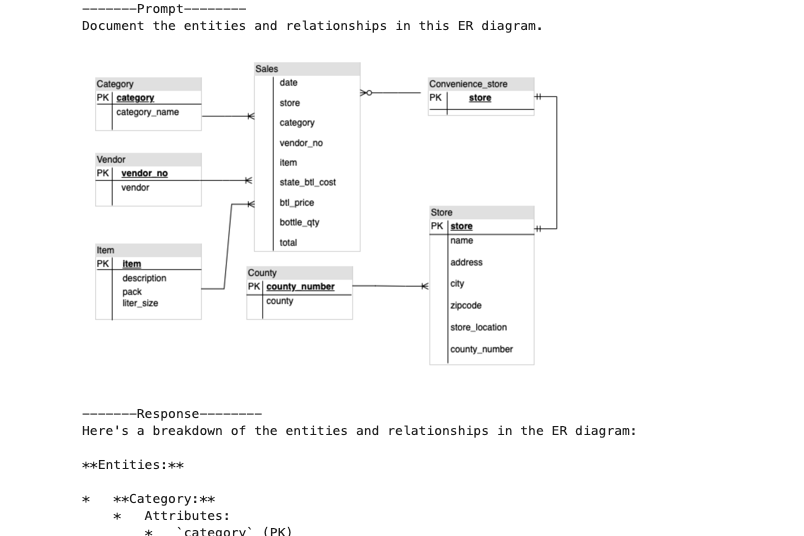 -------Prompt--------
Document the entities and relationships in this ER diagram.
Category
PK category
category_name
Vendor
PK vendor_no
vendor
Item
PK item
description
pack
liter_size
Sales
date
store
category
vendor_no
item
state_btl_cost
btl_price
bottle_qty
total
County
PK county_number
county
Convenience_store
PK store
Store
PK store
name
address
city
zipcode
store_location
county_number
-------Response--------
Here's a breakdown of the entities and relationships in the ER diagram:
**Entities:**
*   **Category:**
    *   Attributes:
        *   `category` (PK)